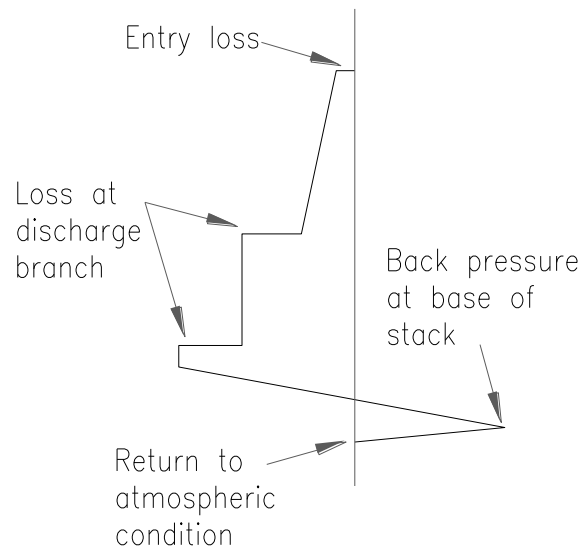 Entry loss
Loss at
discharge
branch
Back pressure
at base of
stack
Return to
atmospheric
condition